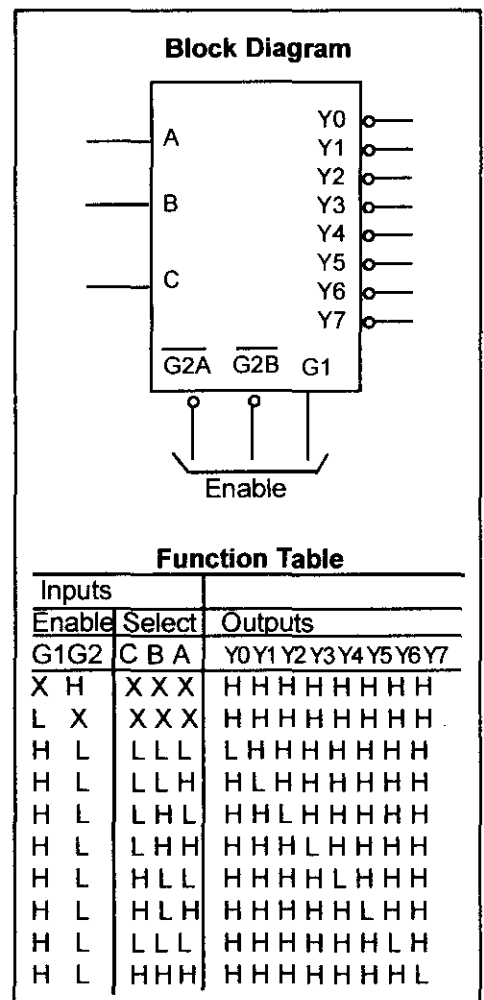 Block Diagram
A
B
C
Y0
Y1
Y2
Y3
Y4
Y5
Y6
Y7
G2A G2B G1
Enable
Function Table
Inputs
Enable Select Outputs
G1G2 C B A Y0Y1Y2Y3Y4Y5Y6Y7
X H X X X H H H H H H H H
L X X X X H H H H H H H H
H L L L L L H H H H H H H
H L L L H H L H H H H H H
H L L H L H H L H H H H H
H L L H H H H H L H H H H
H L H L L H H H H L H H H
H L H L H H H H H H L H H
H L L L L H H H H H H L H
H L H H H H H H H H H H L